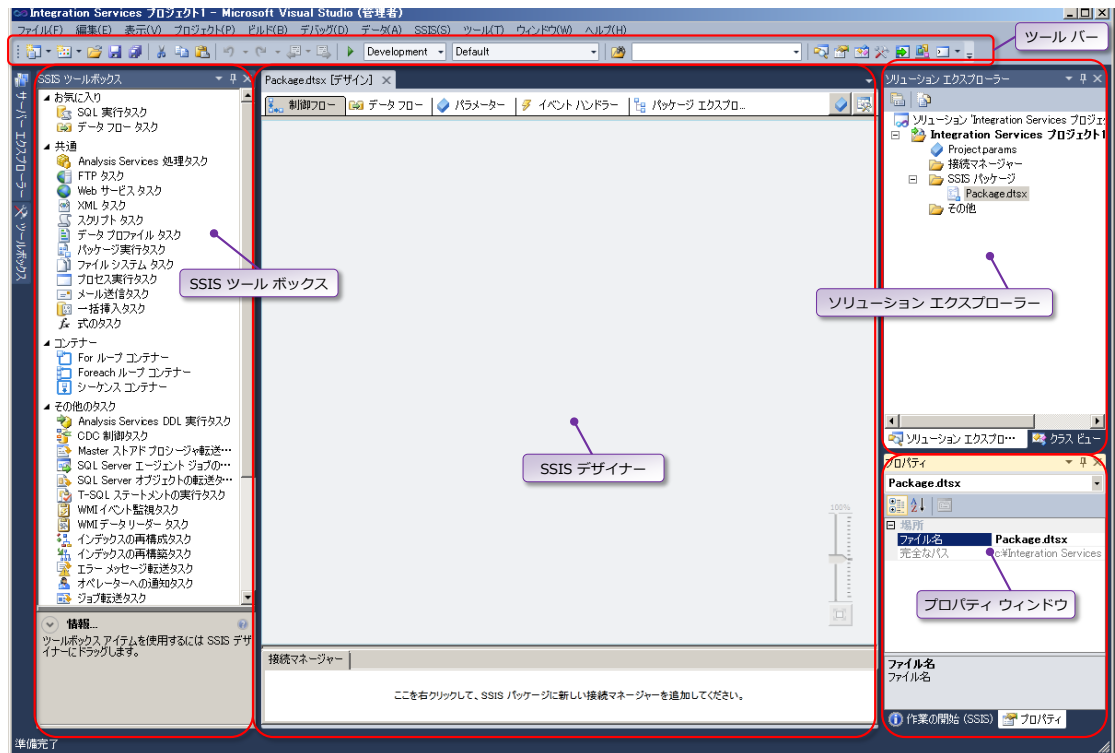 Integration Services プロジェクト1 - Microsoft Visual Studio (管理者)
ファイル(F) 編集(E) 表示(V) プロジェクト(P) ビルド(B) デバッグ(D) データ(A) SSIS(S) ツール(T) ウィンドウ(W) ヘルプ(H)
ツール バー
Development Default
サーバー エクスプローラー
ツールボックス
SSIS ツールボックス
お気に入り
SQL 実行タスク
データ フロー タスク
共通
Analysis Services 処理タスク
FTP タスク
Web サービス タスク
XML タスク
スクリプト タスク
データ プロファイル タスク
パッケージ実行タスク
ファイル システム タスク
プロセス実行タスク
メール送信タスク
一括挿入タスク
式のタスク
コンテナー
For ループ コンテナー
Foreach ループ コンテナー
シーケンス コンテナー
その他のタスク
Analysis Services DDL 実行タスク
CDC 制御タスク
Master ストアド プロシージャ転送…
SQL Server エージェント ジョブの…
SQL Server オブジェクトの転送タ…
T-SQL ステートメントの実行タスク
WMI イベント監視タスク
WMI データ リーダー タスク
インデックスの再構成タスク
インデックスの再構築タスク
エラー メッセージ転送タスク
オペレーターへの通知タスク
ジョブ転送タスク
情報...
ツールボックス アイテムを使用するには SSIS デザ
イナーにドラッグします。
SSIS ツール ボックス
Package.dtsx [デザイン]
制御フロー データ フロー パラメーター イベント ハンドラー パッケージ エクスプロ...
SSIS デザイナー
100%
接続マネージャー
ここを右クリックして、SSIS パッケージに新しい接続マネージャーを追加してください。
ソリューション エクスプローラー
ソリューション 'Integration Services プロジェ
Integration Services プロジェクト1
Project.params
接続マネージャー
SSIS パッケージ
Package.dtsx
その他
ソリューション エクスプローラー
ソリューション エクスプロ… クラス ビュー
プロパティ
Package.dtsx
場所
ファイル名 Package.dtsx
完全なパス c:¥Integration Services
プロパティ ウィンドウ
ファイル名
ファイル名
作業の開始 (SSIS) プロパティ
準備完了